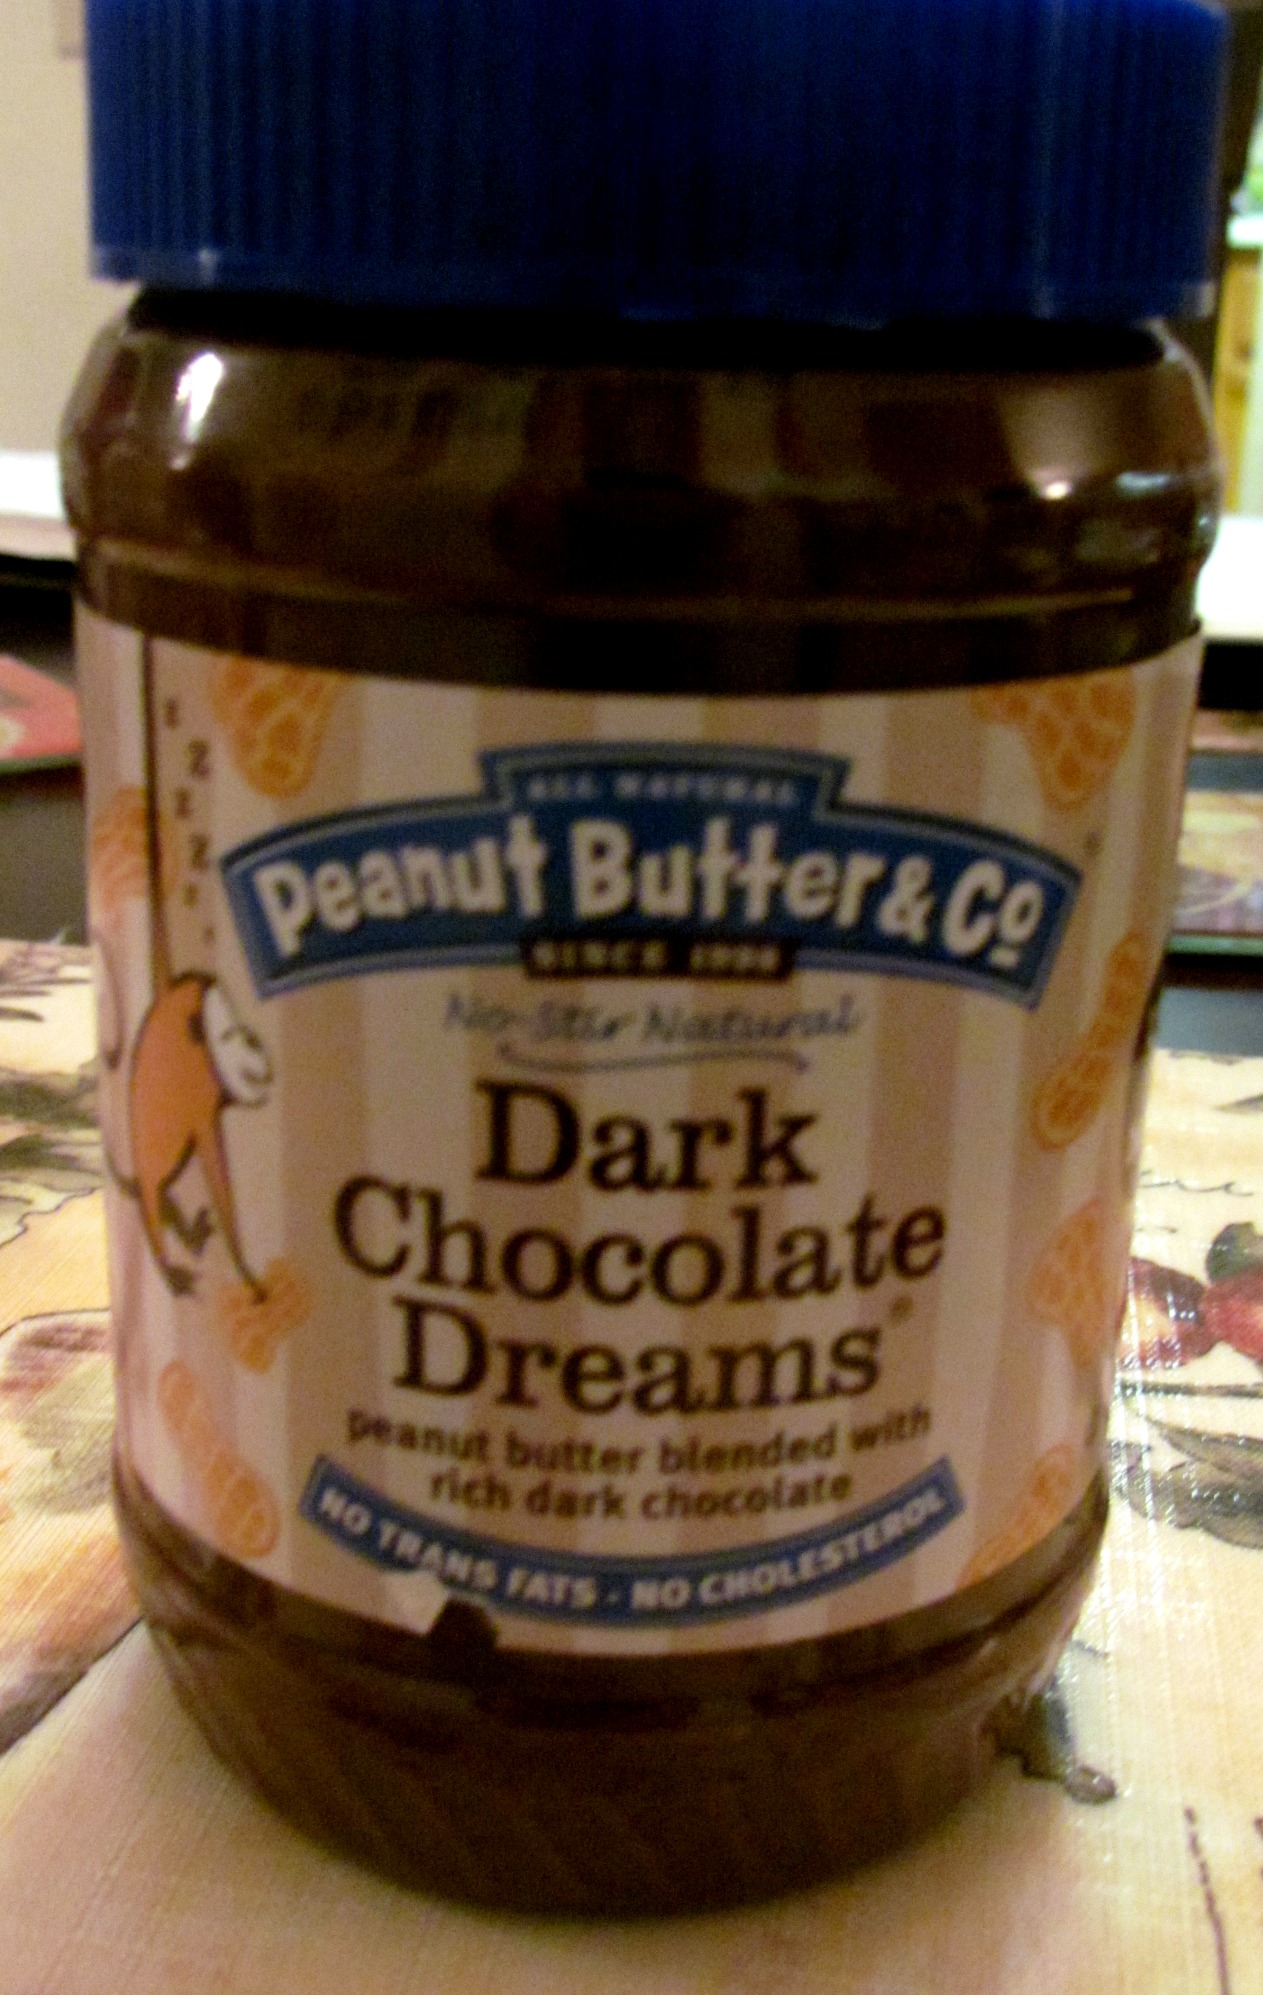 ALL NATURAL
Peanut Butter & Co
SINCE 1998
No-Stir Natural
Dark
Chocolate
Dreams®
peanut butter blended with
rich dark chocolate
NO TRANS FATS · NO CHOLESTEROL